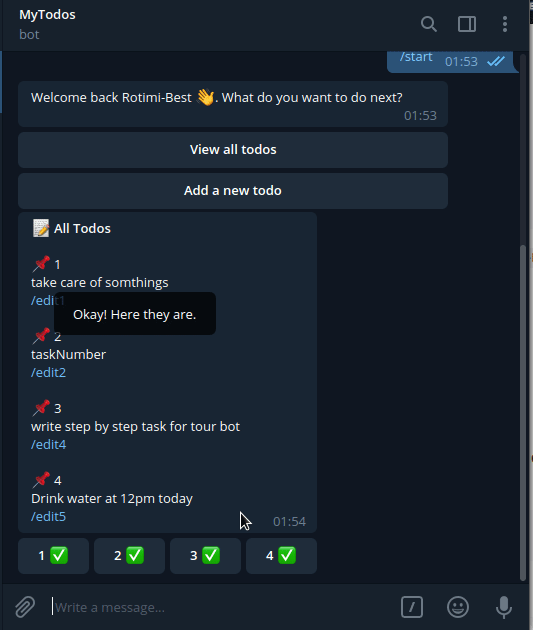 MyTodos
bot
/start 01:53
Welcome back Rotimi-Best 👋. What do you want to do next?
01:53
View all todos
Add a new todo
📝 All Todos
📌 1
take care of somthings
/edit1
Okay! Here they are.
📌 2
taskNumber
/edit2
📌 3
write step by step task for tour bot
/edit4
📌 4
Drink water at 12pm today
/edit5
01:54
1 ✅ 2 ✅ 3 ✅ 4 ✅
Write a message...